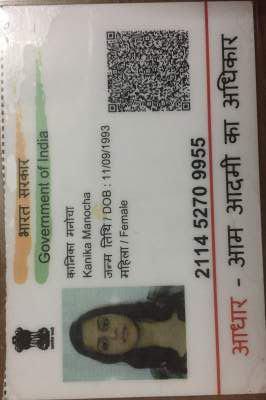 भारत सरकार
Government of India
कानिका मनोचा
Kanika Manocha
जन्म तिथि / DOB : 11/09/1993
महिला / Female
2114 5270 9955
आधार - आम आदमी का अधिकार